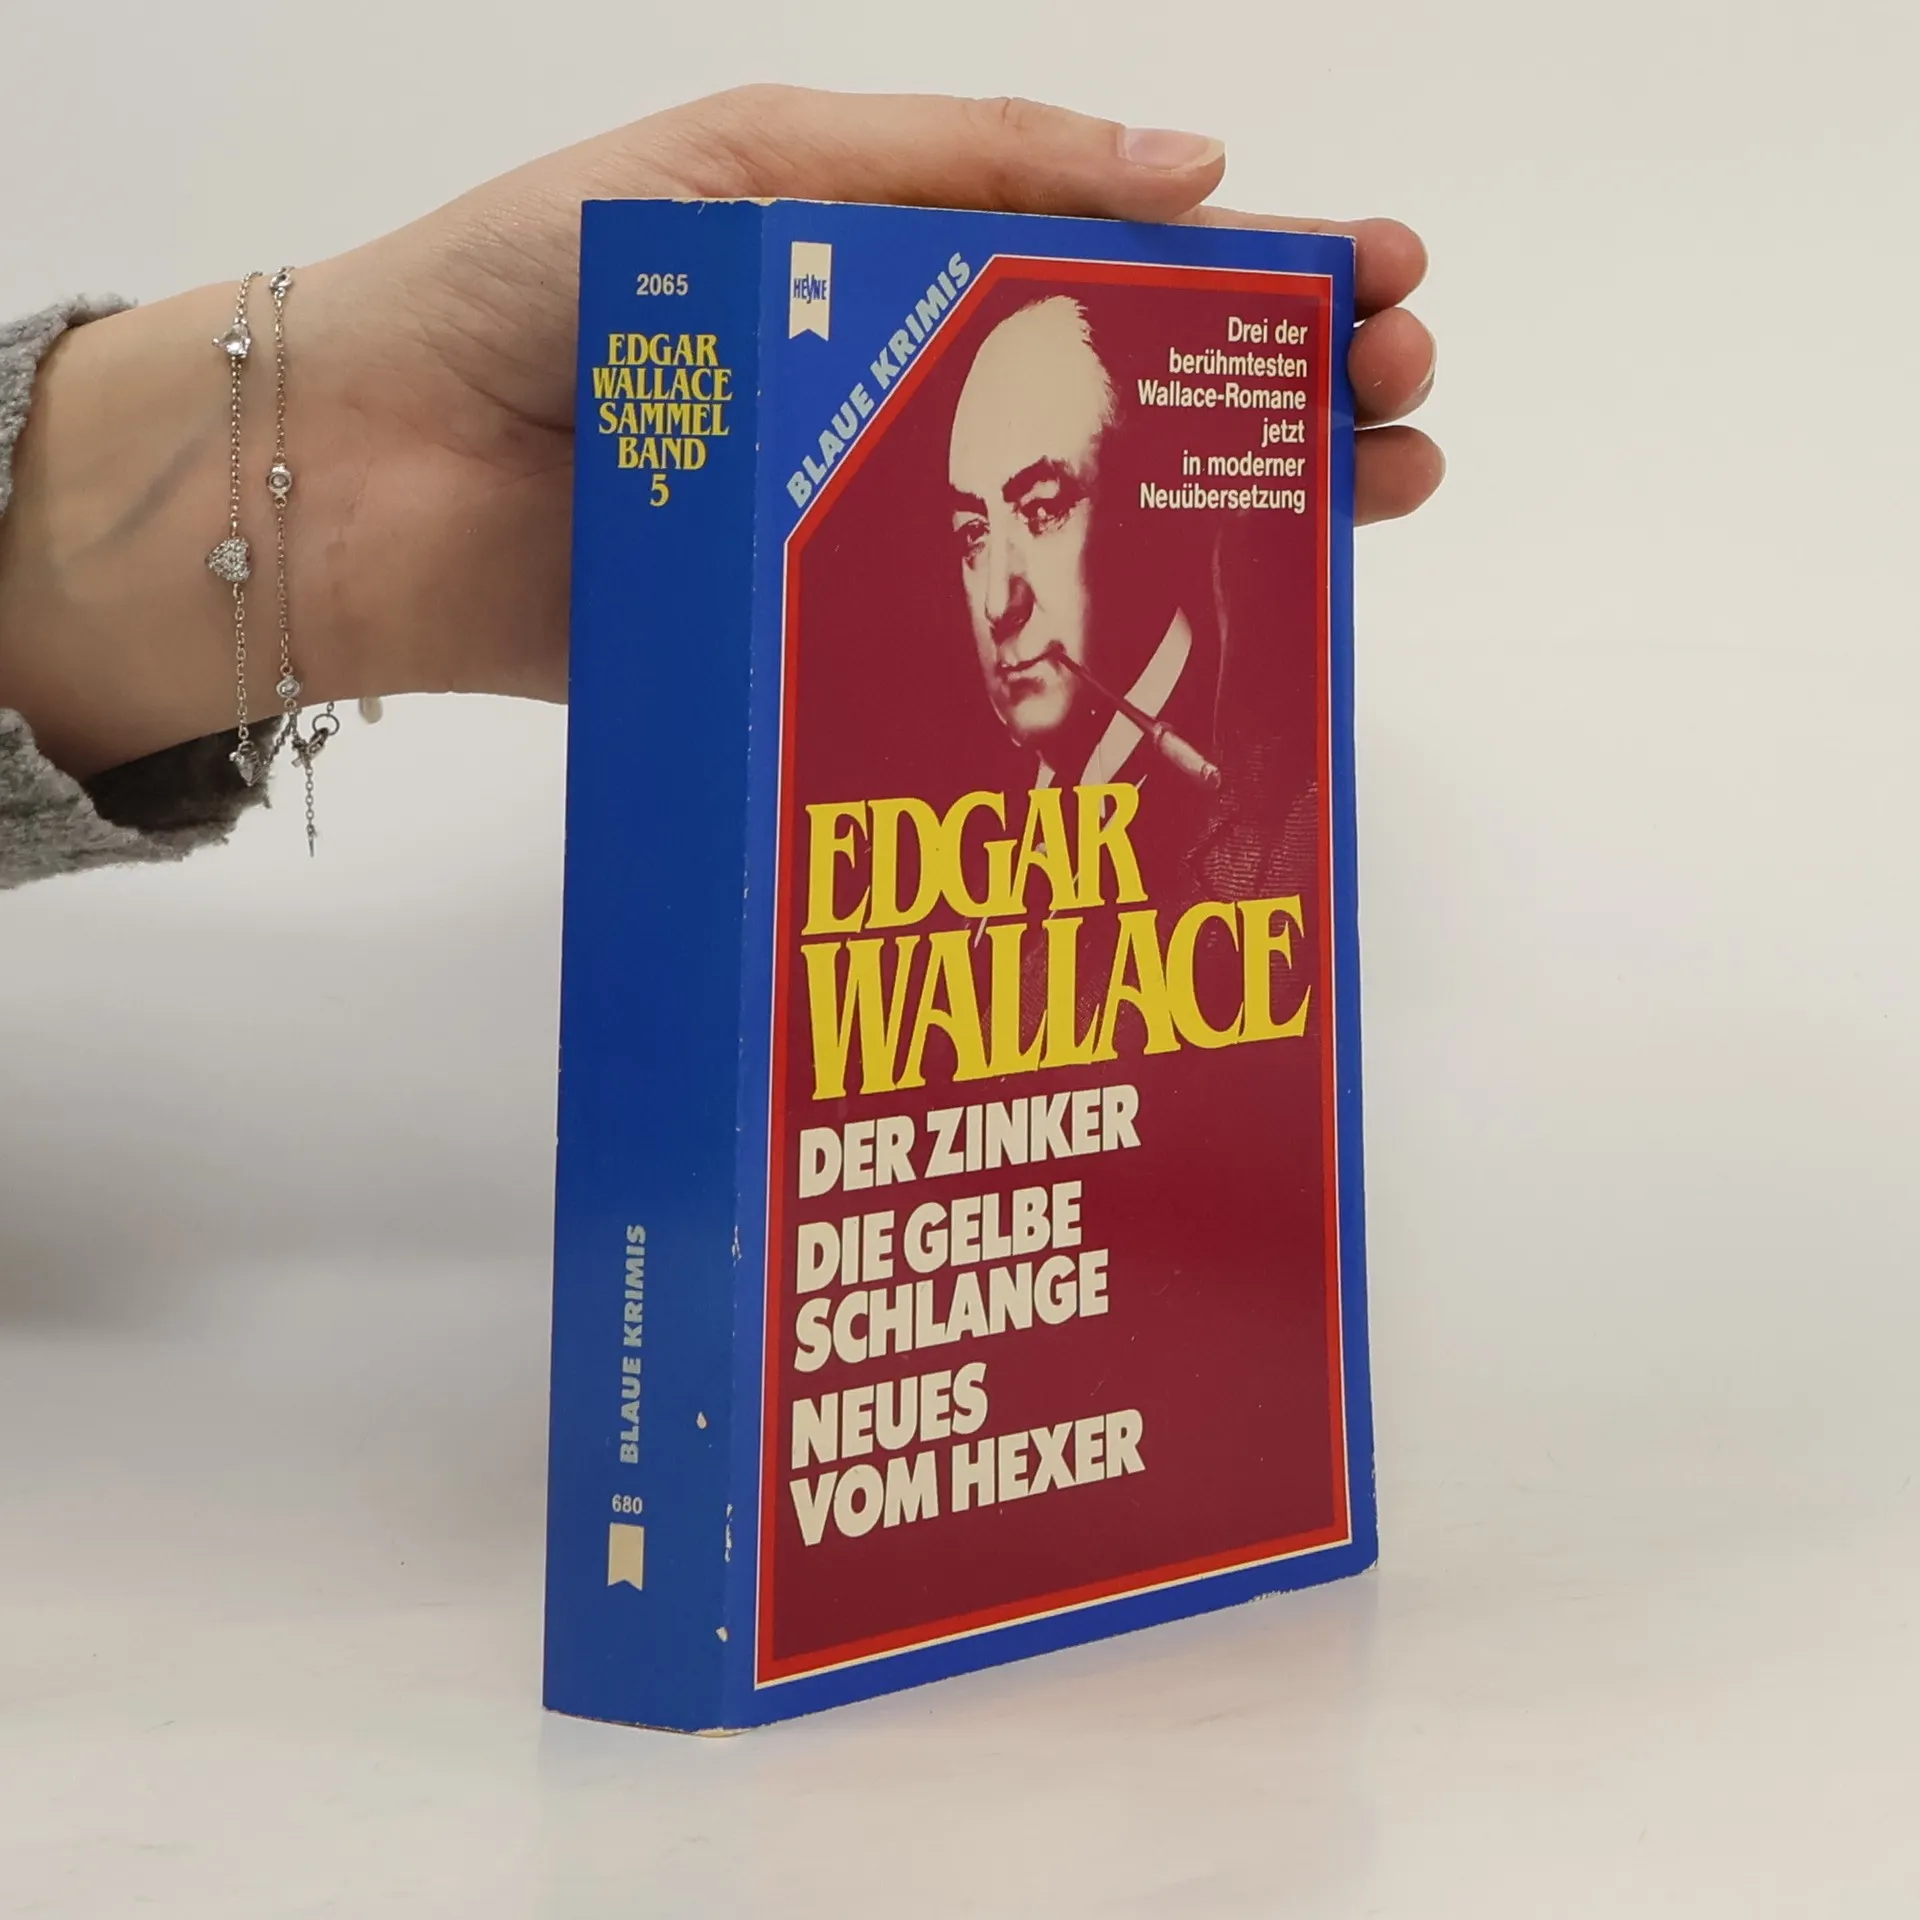 2065
EDGAR
WALLACE
SAMMEL
BAND
5
BLAUE KRIMIS
680
HEYNE
BLAUE KRIMIS
Drei der
berühmtesten
Wallace-Romane
jetzt
in moderner
Neuübersetzung
EDGAR
WALLACE
DER ZINKER
DIE GELBE
SCHLANGE
NEUES
VOM HEXER